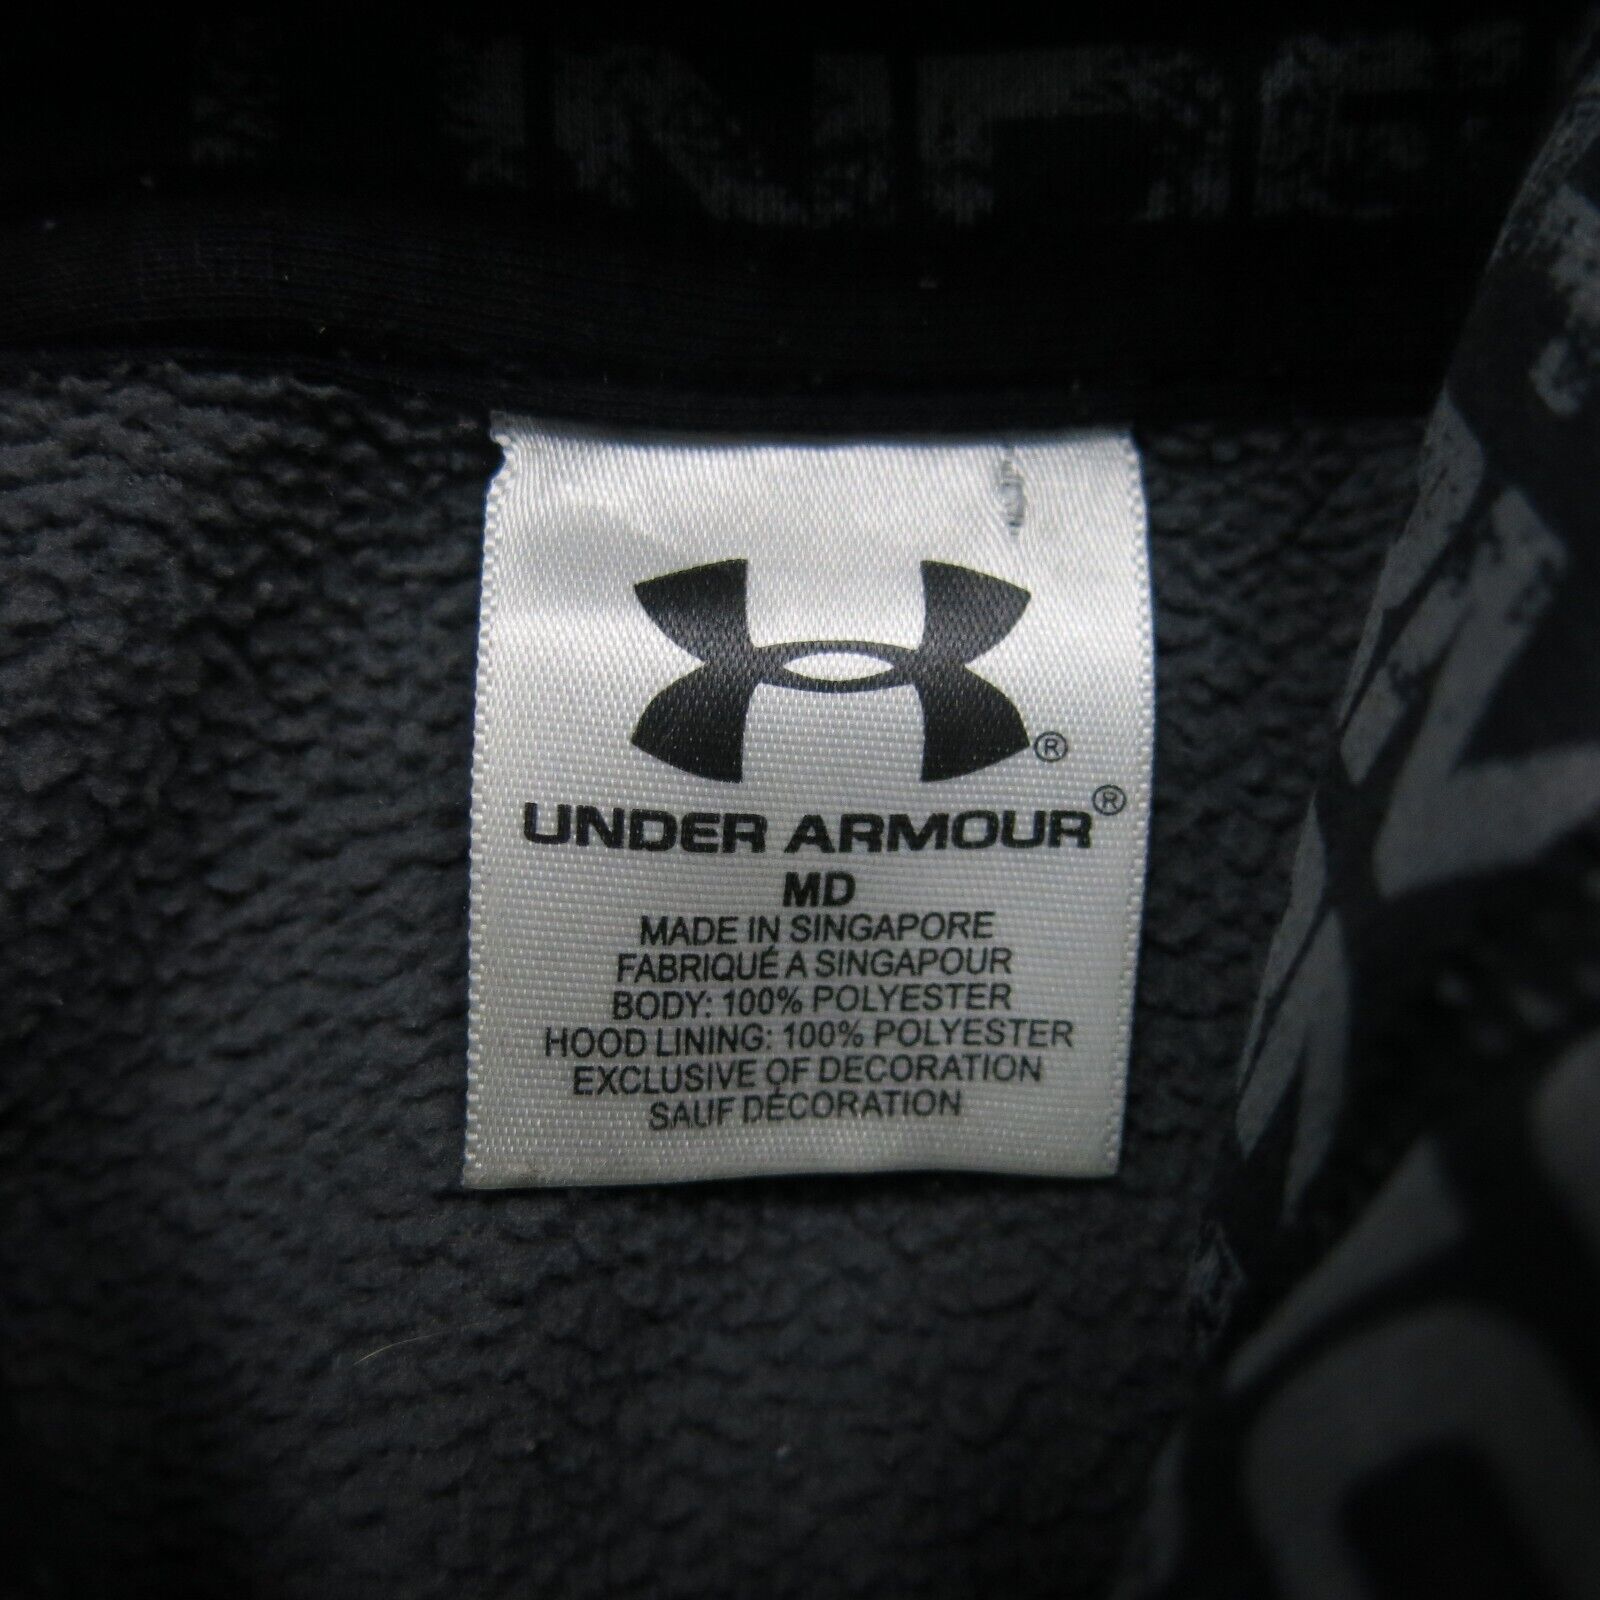 UNDER ARMOUR®
MD
MADE IN SINGAPORE
FABRIQUÉ A SINGAPOUR
BODY: 100% POLYESTER
HOOD LINING: 100% POLYESTER
EXCLUSIVE OF DECORATION
SAUF DÉCORATION